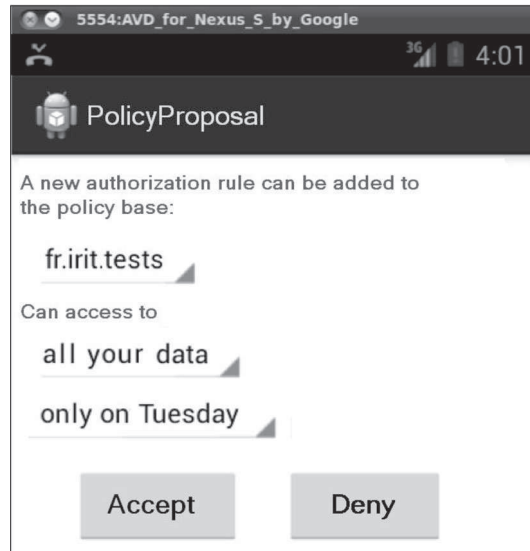 5554:AVD_for_Nexus_S_by_Google
3G 4:01
PolicyProposal
A new authorization rule can be added to
the policy base:
fr.irit.tests
Can access to
all your data
only on Tuesday
Accept Deny